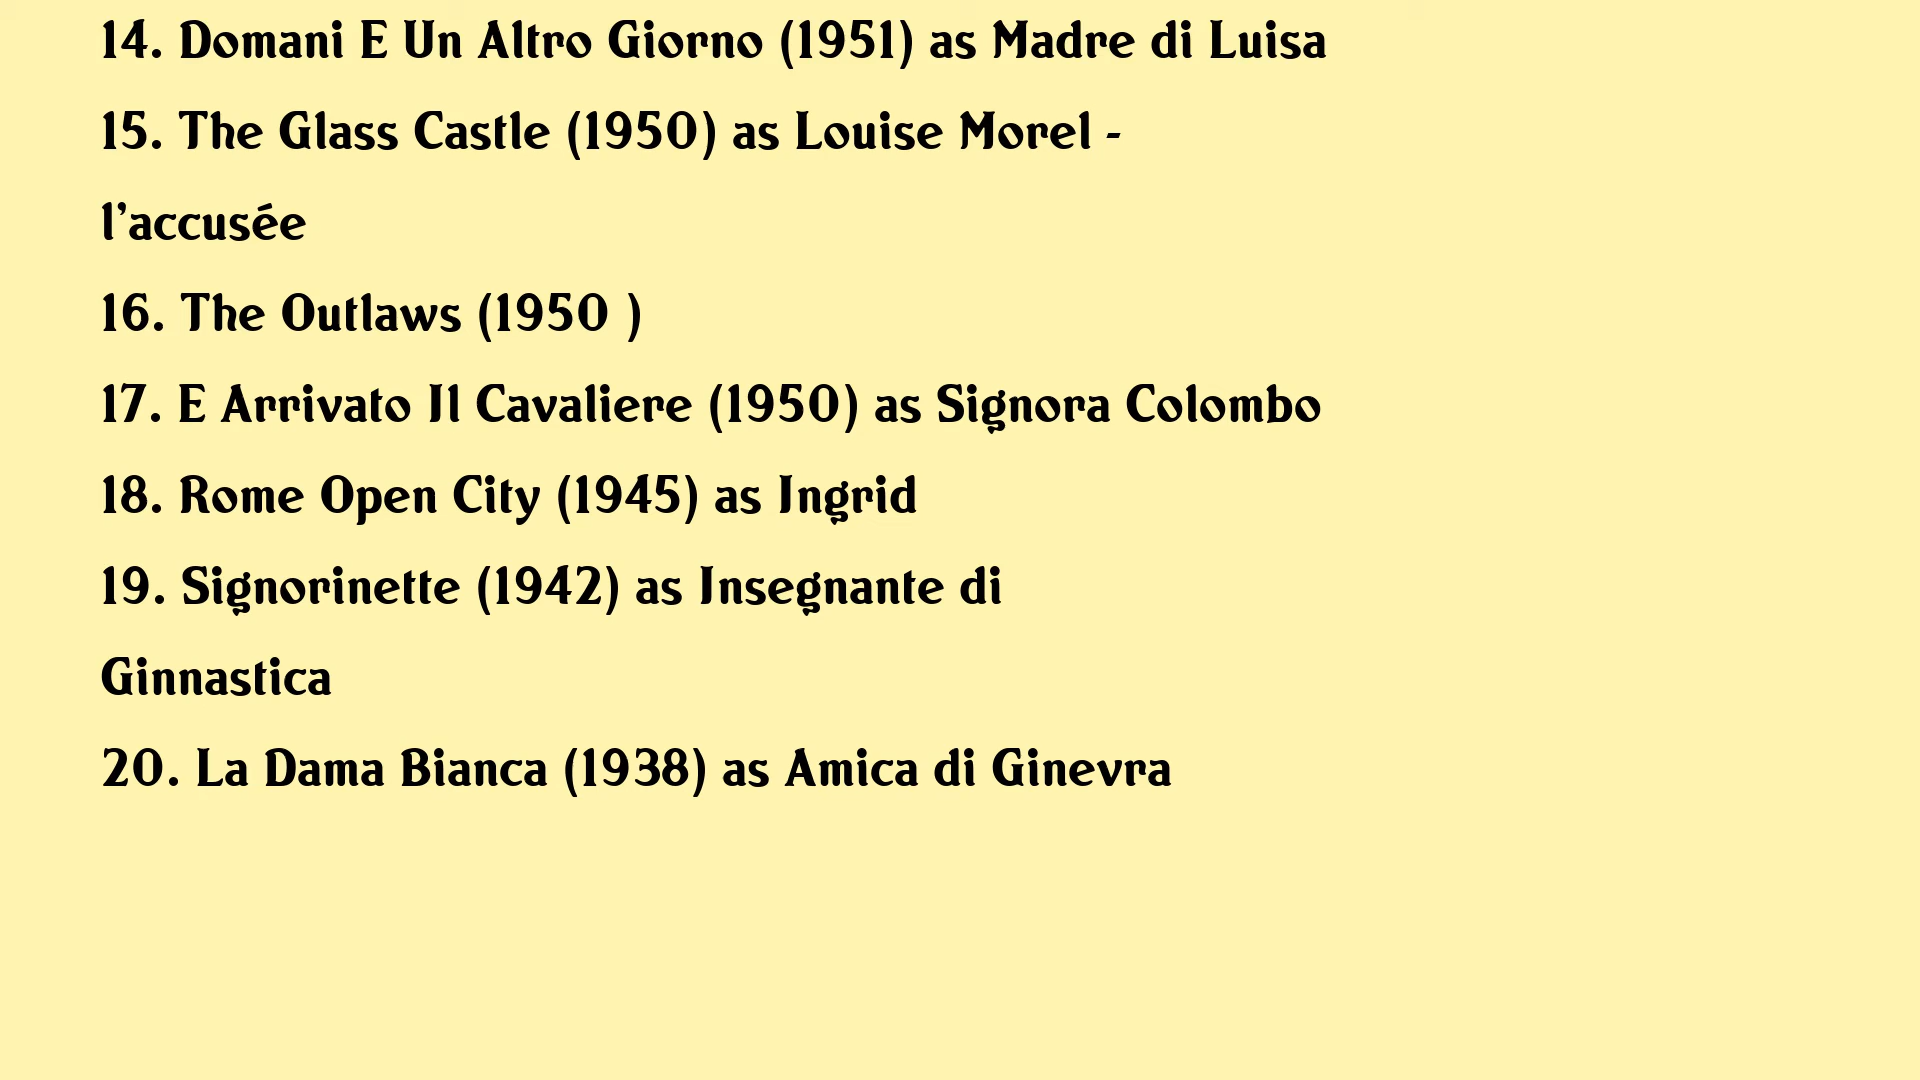 14. Domani E Un Altro Giorno (1951) as Madre di Luisa
15. The Glass Castle (1950) as Louise Morel -
l'accusée
16. The Outlaws (1950 )
17. E Arrivato Il Cavaliere (1950) as Signora Colombo
18. Rome Open City (1945) as Ingrid
19. Signorinette (1942) as Insegnante di
Ginnastica
20. La Dama Bianca (1938) as Amica di Ginevra